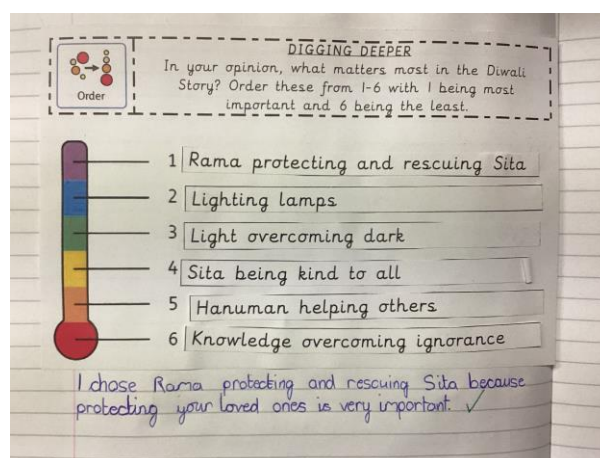 DIGGING DEEPER
In your opinion, what matters most in the Diwali
Story? Order these from 1-6 with 1 being most
important and 6 being the least.
Order
1 Rama protecting and rescuing Sita
2 Lighting lamps
3 Light overcoming dark
4 Sita being kind to all
5 Hanuman helping others
6 Knowledge overcoming ignorance
I chose Rama protecting and rescuing Sita because
protecting your loved ones is very important. ✓